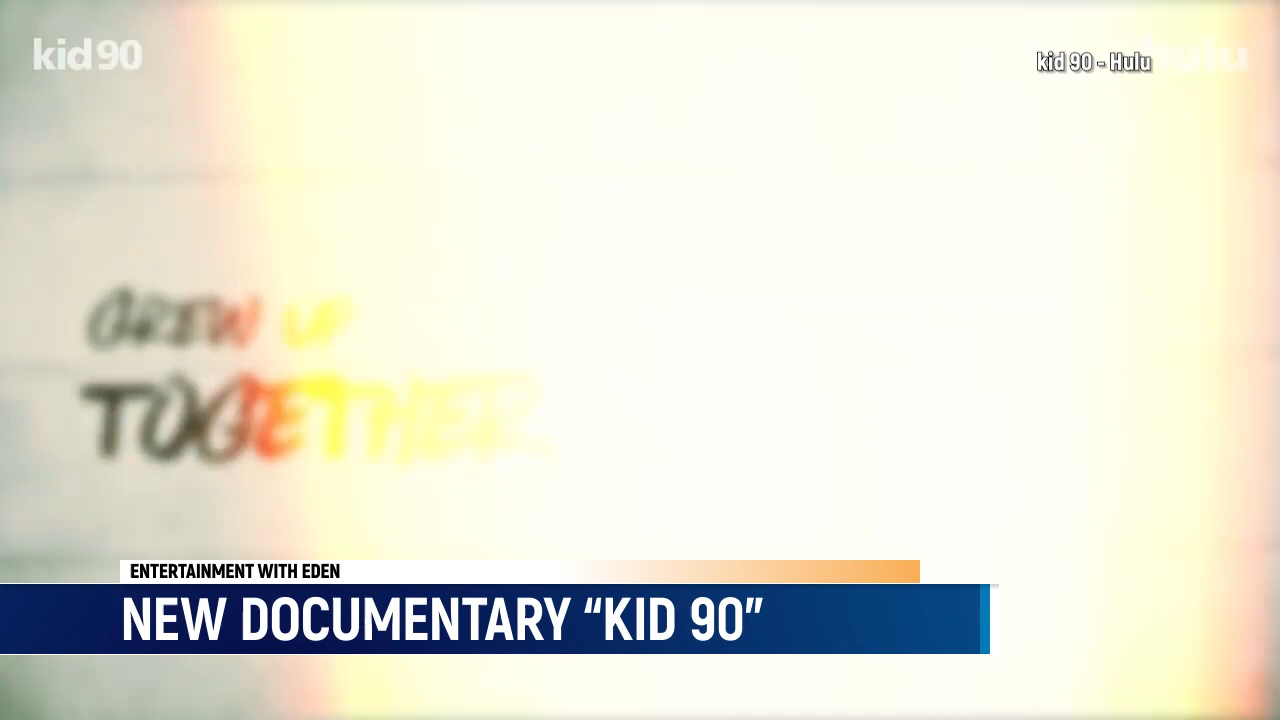 kid 90
kid 90 - Hulu
hulu
GREW UP
TOGETHER
ENTERTAINMENT WITH EDEN
NEW DOCUMENTARY “KID 90”